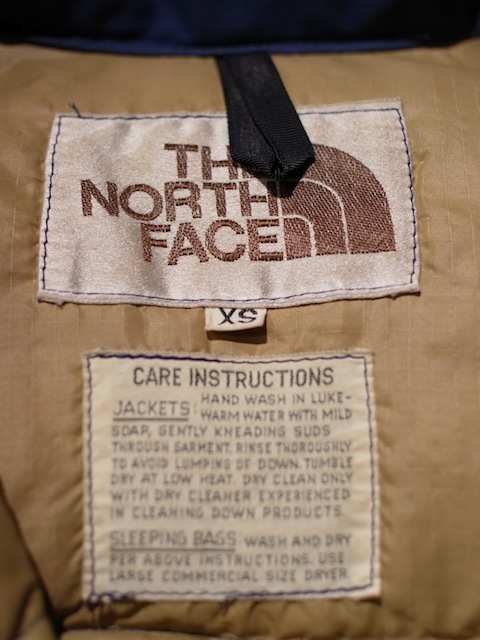 THE
NORTH
FACE
XS
CARE INSTRUCTIONS
JACKETS: HAND WASH IN LUKE-
WARM WATER WITH MILD
SOAP, GENTLY KNEADING SUDS
THROUGH GARMENT. RINSE THOROUGHLY
TO AVOID LUMPING OF DOWN. TUMBLE
DRY AT LOW HEAT. DRY CLEAN ONLY
WITH DRY CLEANER EXPERIENCED
IN CLEANING DOWN PRODUCTS.
SLEEPING BAGS: WASH AND DRY
PER ABOVE INSTRUCTIONS. USE
LARGE COMMERCIAL SIZE DRYER.